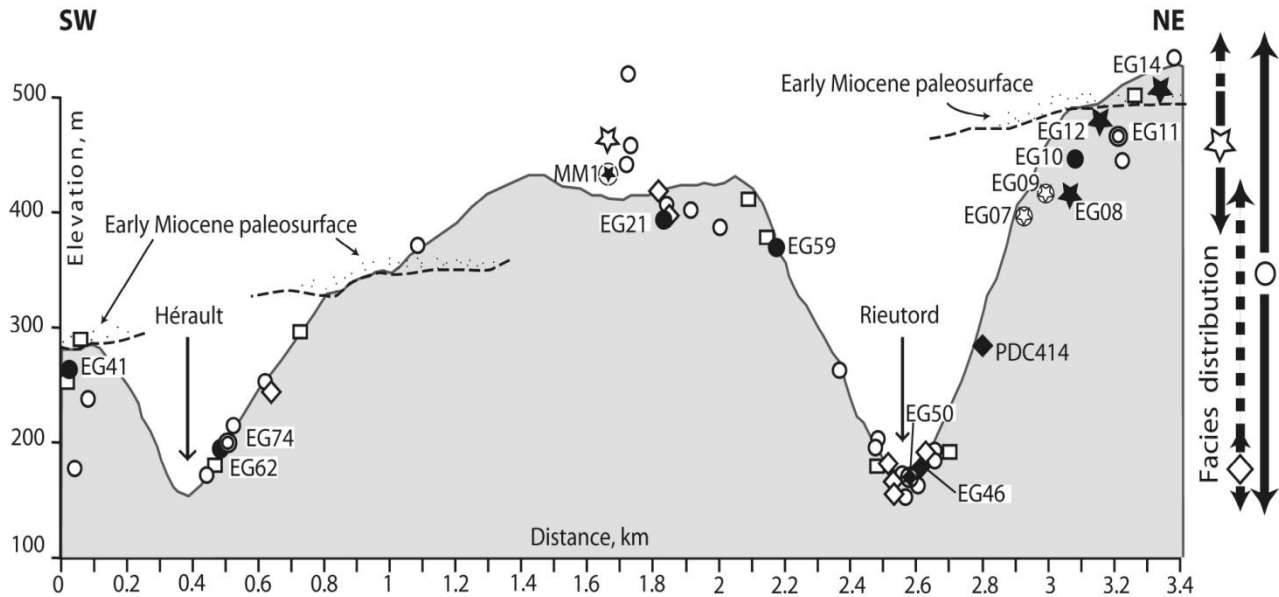 SW
NE
Elevation, m
500
400
300
200
100
Early Miocene paleosurface
Early Miocene paleosurface
EG14
EG12
EG11
EG10
EG09
EG07
EG08
MM1
EG21
EG59
Hérault
Rieutord
EG41
EG74
EG62
PDC414
EG50
EG46
Facies distribution
Distance, km
0 0.2 0.4 0.6 0.8 1 1.2 1.4 1.6 1.8 2 2.2 2.4 2.6 2.8 3 3.2 3.4